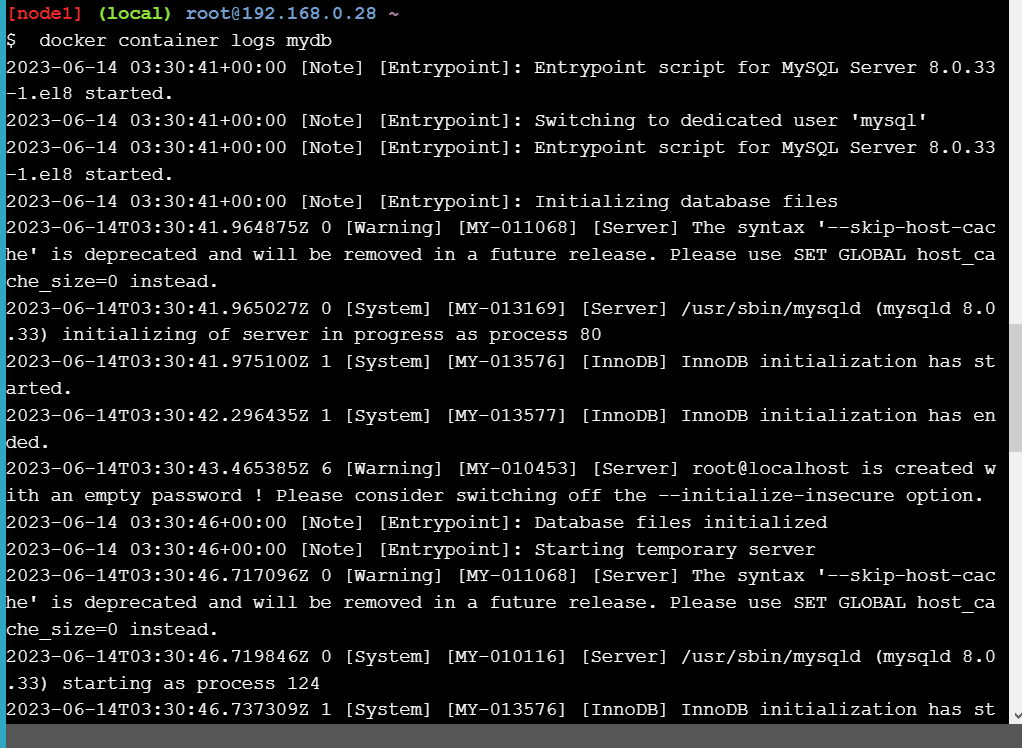 [node1] (local) root@192.168.0.28 ~
$  docker container logs mydb
2023-06-14 03:30:41+00:00 [Note] [Entrypoint]: Entrypoint script for MySQL Server 8.0.33
-1.el8 started.
2023-06-14 03:30:41+00:00 [Note] [Entrypoint]: Switching to dedicated user 'mysql'
2023-06-14 03:30:41+00:00 [Note] [Entrypoint]: Entrypoint script for MySQL Server 8.0.33
-1.el8 started.
2023-06-14 03:30:41+00:00 [Note] [Entrypoint]: Initializing database files
2023-06-14T03:30:41.964875Z 0 [Warning] [MY-011068] [Server] The syntax '--skip-host-cac
he' is deprecated and will be removed in a future release. Please use SET GLOBAL host_ca
che_size=0 instead.
2023-06-14T03:30:41.965027Z 0 [System] [MY-013169] [Server] /usr/sbin/mysqld (mysqld 8.0
.33) initializing of server in progress as process 80
2023-06-14T03:30:41.975100Z 1 [System] [MY-013576] [InnoDB] InnoDB initialization has st
arted.
2023-06-14T03:30:42.296435Z 1 [System] [MY-013577] [InnoDB] InnoDB initialization has en
ded.
2023-06-14T03:30:43.465385Z 6 [Warning] [MY-010453] [Server] root@localhost is created w
ith an empty password ! Please consider switching off the --initialize-insecure option.
2023-06-14 03:30:46+00:00 [Note] [Entrypoint]: Database files initialized
2023-06-14 03:30:46+00:00 [Note] [Entrypoint]: Starting temporary server
2023-06-14T03:30:46.717096Z 0 [Warning] [MY-011068] [Server] The syntax '--skip-host-cac
he' is deprecated and will be removed in a future release. Please use SET GLOBAL host_ca
che_size=0 instead.
2023-06-14T03:30:46.719846Z 0 [System] [MY-010116] [Server] /usr/sbin/mysqld (mysqld 8.0
.33) starting as process 124
2023-06-14T03:30:46.737309Z 1 [System] [MY-013576] [InnoDB] InnoDB initialization has st